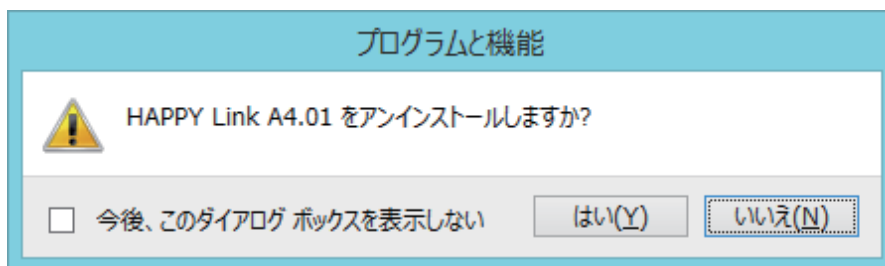 プログラムと機能
HAPPY Link A4.01 をアンインストールしますか?
今後、このダイアログ ボックスを表示しない
はい(Y)
いいえ(N)